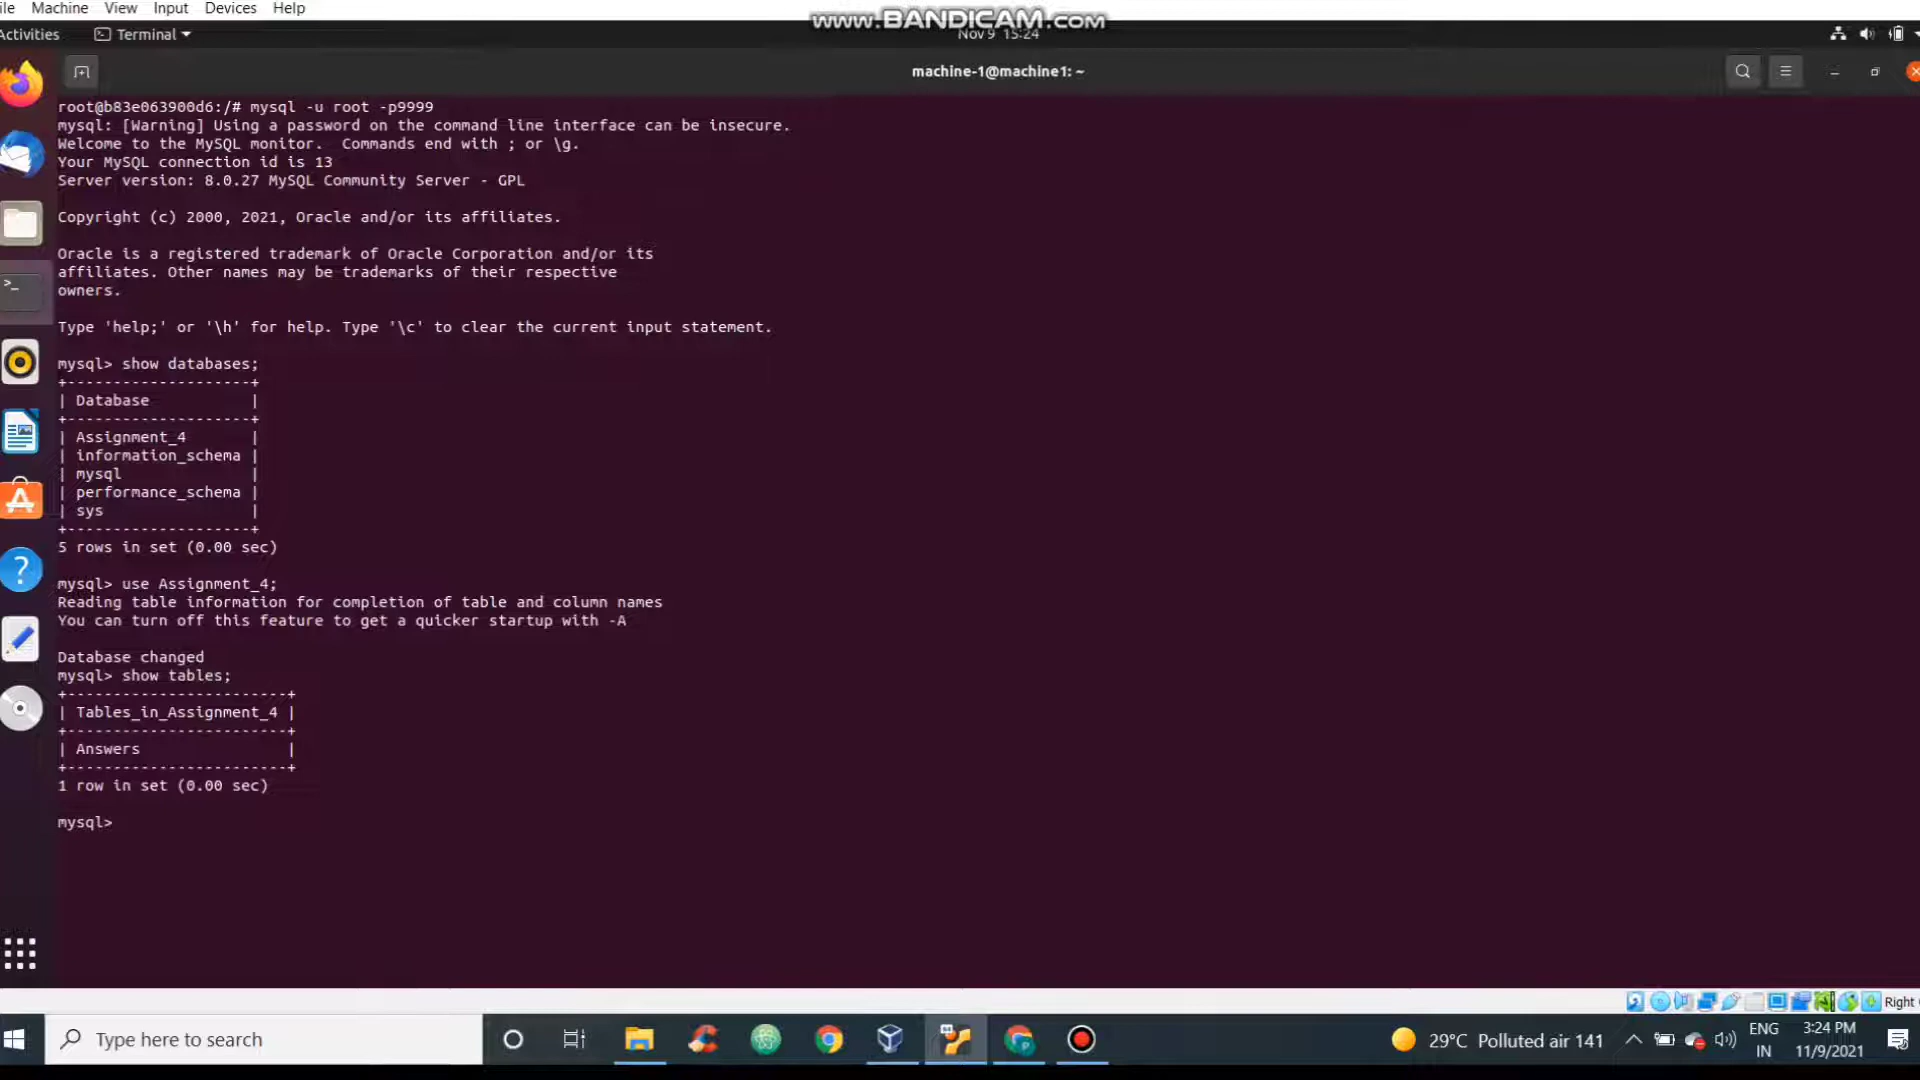 ile Machine View Input Devices Help
www.BANDICAM.com
Activities Terminal Nov 9 15:24
machine-1@machine1: ~
root@b83e063900d6:/# mysql -u root -p9999
mysql: [Warning] Using a password on the command line interface can be insecure.
Welcome to the MySQL monitor.  Commands end with ; or \g.
Your MySQL connection id is 13
Server version: 8.0.27 MySQL Community Server - GPL
Copyright (c) 2000, 2021, Oracle and/or its affiliates.
Oracle is a registered trademark of Oracle Corporation and/or its
affiliates. Other names may be trademarks of their respective
owners.
Type 'help;' or '\h' for help. Type '\c' to clear the current input statement.
mysql> show databases;
+--------------------+
| Database           |
+--------------------+
| Assignment_4       |
| information_schema |
| mysql              |
| performance_schema |
| sys                |
+--------------------+
5 rows in set (0.00 sec)
mysql> use Assignment_4;
Reading table information for completion of table and column names
You can turn off this feature to get a quicker startup with -A
Database changed
mysql> show tables;
+------------------------+
| Tables_in_Assignment_4 |
+------------------------+
| Answers                |
+------------------------+
1 row in set (0.00 sec)
mysql>
Right
Type here to search
29°C Polluted air 141
ENG
IN
3:24 PM
11/9/2021